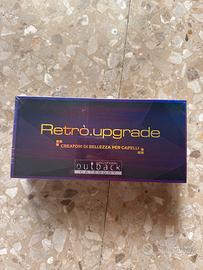 Retrò.upgrade
CREATORI DI BELLEZZA PER CAPELLI
outback